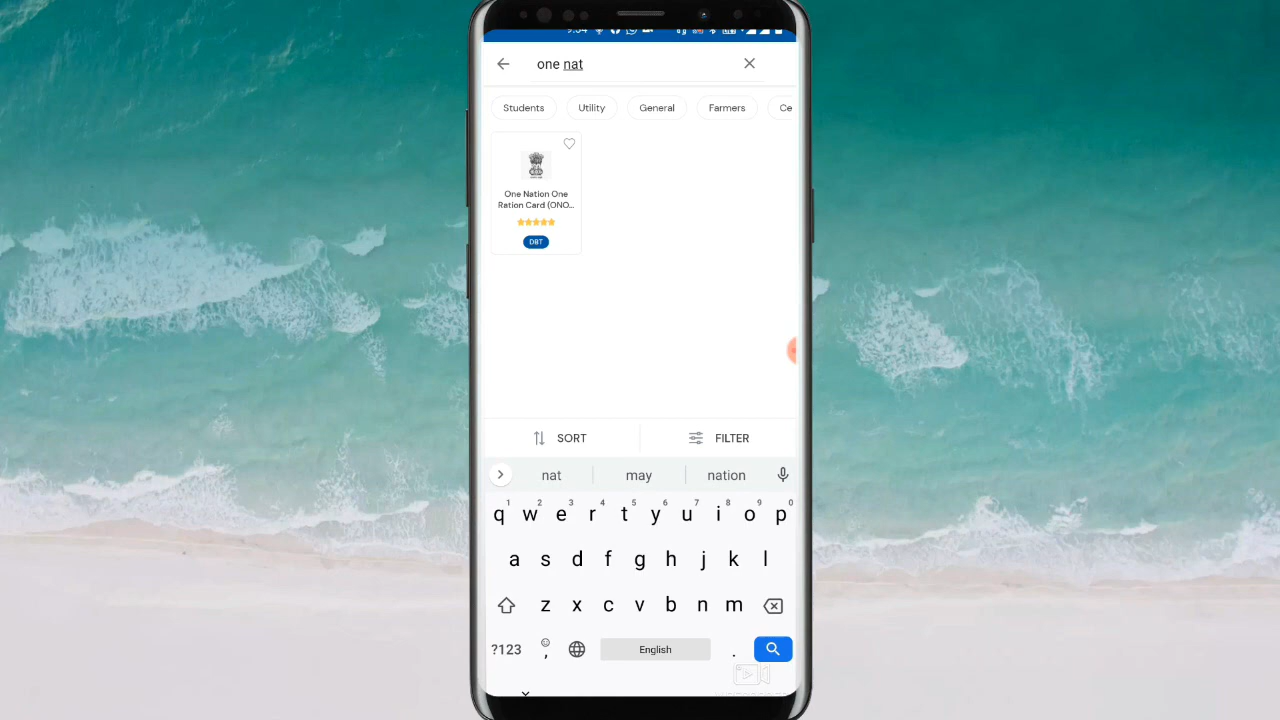 one nat
Students Utility General Farmers Ce
One Nation One
Ration Card (ONO...
DBT
SORT FILTER
nat may nation
1 2 3 4 5 6 7 8 9 0
q w e r t y u i o p
a s d f g h j k l
z x c v b n m
?123 , English .